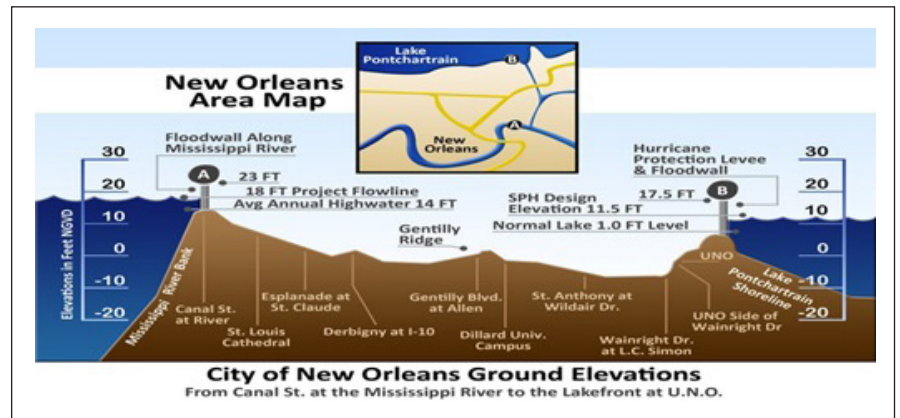 New Orleans
Area Map
Lake
Pontchartrain
B
A
New
Orleans
Floodwall Along
Mississippi River
A
23 FT
18 FT Project Flowline
Avg Annual Highwater 14 FT
Hurricane
Protection Levee
& Floodwall
17.5 FT
B
SPH Design
Elevation 11.5 FT
Normal Lake 1.0 FT Level
Gentilly
Ridge
30
20
10
0
-10
-20
Elevations in Feet NGVD
30
20
10
0
-10
-20
Mississippi River Bank
Canal St.
at River
St. Louis
Cathedral
Esplanade at
St. Claude
Derbigny at I-10
Gentilly Blvd.
at Allen
Dillard Univ.
Campus
St. Anthony at
Wildair Dr.
Wainright Dr.
at L.C. Simon
UNO
UNO Side of
Wainright Dr
Lake
Pontchartrain
Shoreline
City of New Orleans Ground Elevations
From Canal St. at the Mississippi River to the Lakefront at U.N.O.